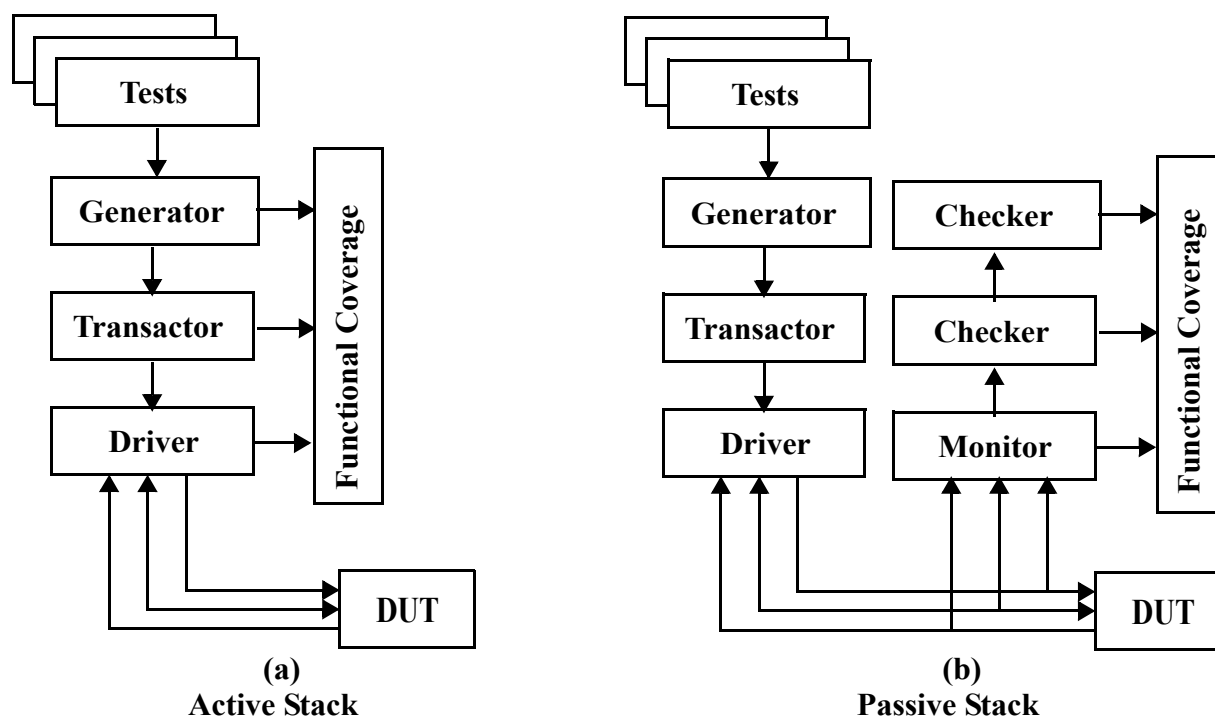 Tests
Generator
Transactor
Driver
Functional Coverage
DUT
(a)
Active Stack
Tests
Generator
Transactor
Driver
Checker
Checker
Monitor
Functional Coverage
DUT
(b)
Passive Stack